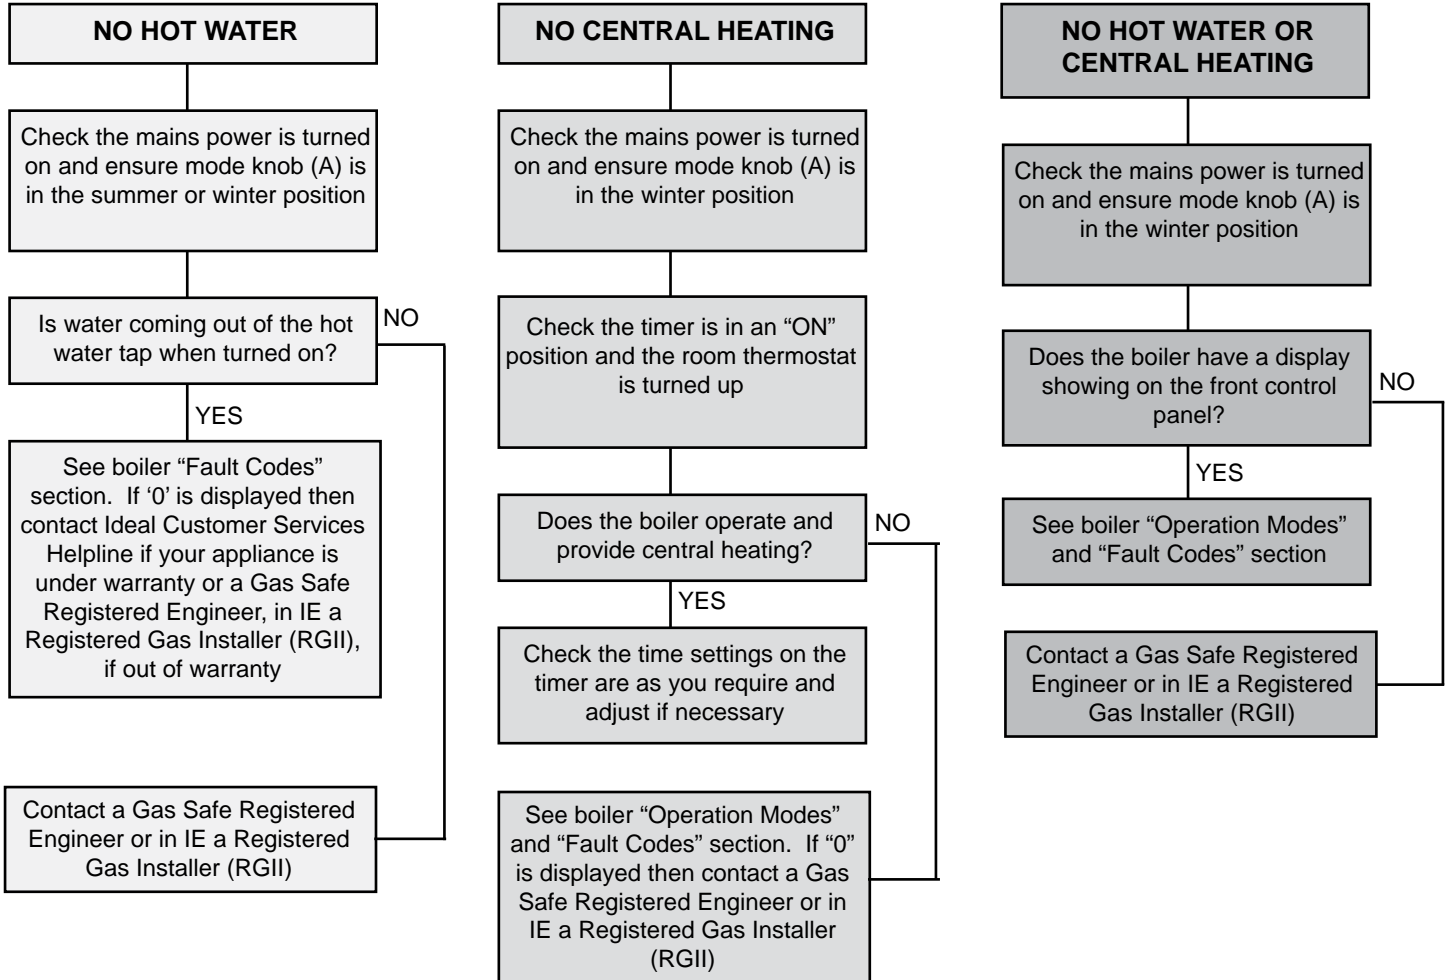 NO HOT WATER
Check the mains power is turned
on and ensure mode knob (A) is
in the summer or winter position
Is water coming out of the hot
water tap when turned on?
NO
YES
See boiler “Fault Codes”
section.  If ‘0’ is displayed then
contact Ideal Customer Services
Helpline if your appliance is
under warranty or a Gas Safe
Registered Engineer, in IE a
Registered Gas Installer (RGII),
if out of warranty
Contact a Gas Safe Registered
Engineer or in IE a Registered
Gas Installer (RGII)
NO CENTRAL HEATING
Check the mains power is turned
on and ensure mode knob (A) is
in the winter position
Check the timer is in an “ON”
position and the room thermostat
is turned up
Does the boiler operate and
provide central heating?
NO
YES
Check the time settings on the
timer are as you require and
adjust if necessary
See boiler “Operation Modes”
and “Fault Codes” section.  If “0”
is displayed then contact a Gas
Safe Registered Engineer or in
IE a Registered Gas Installer
(RGII)
NO HOT WATER OR
CENTRAL HEATING
Check the mains power is turned
on and ensure mode knob (A) is
in the winter position
Does the boiler have a display
showing on the front control
panel?
NO
YES
See boiler “Operation Modes”
and “Fault Codes” section
Contact a Gas Safe Registered
Engineer or in IE a Registered
Gas Installer (RGII)